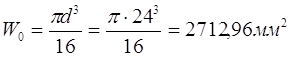 W₀ = πd³/16 = π·24³/16 = 2712,96мм²